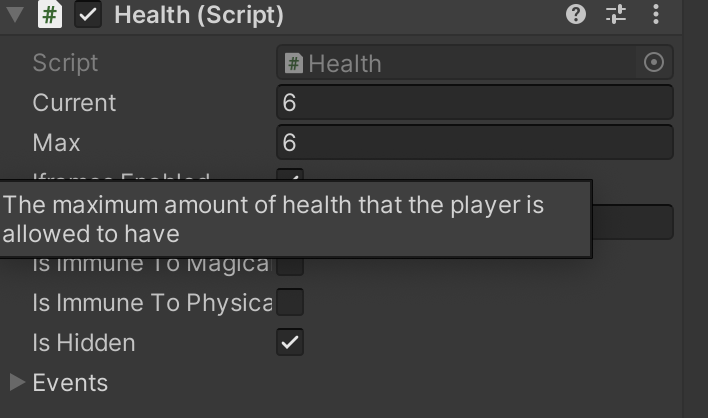 # Health (Script)
Script # Health
Current 6
Max 6
Iframes Enabled
The maximum amount of health that the player is
allowed to have
Is Immune To Magica
Is Immune To Physica
Is Hidden
Events